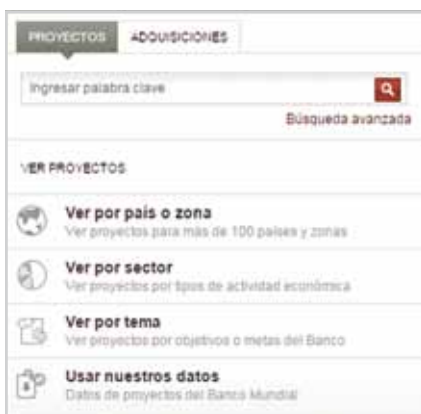 PROYECTOS ADQUISICIONES
Ingresar palabra clave
Búsqueda avanzada
VER PROYECTOS
Ver por país o zona
Ver proyectos para más de 100 países y zonas
Ver por sector
Ver proyectos por tipos de actividad económica
Ver por tema
Ver proyectos por objetivos o metas del Banco
Usar nuestros datos
Datos de proyectos del Banco Mundial